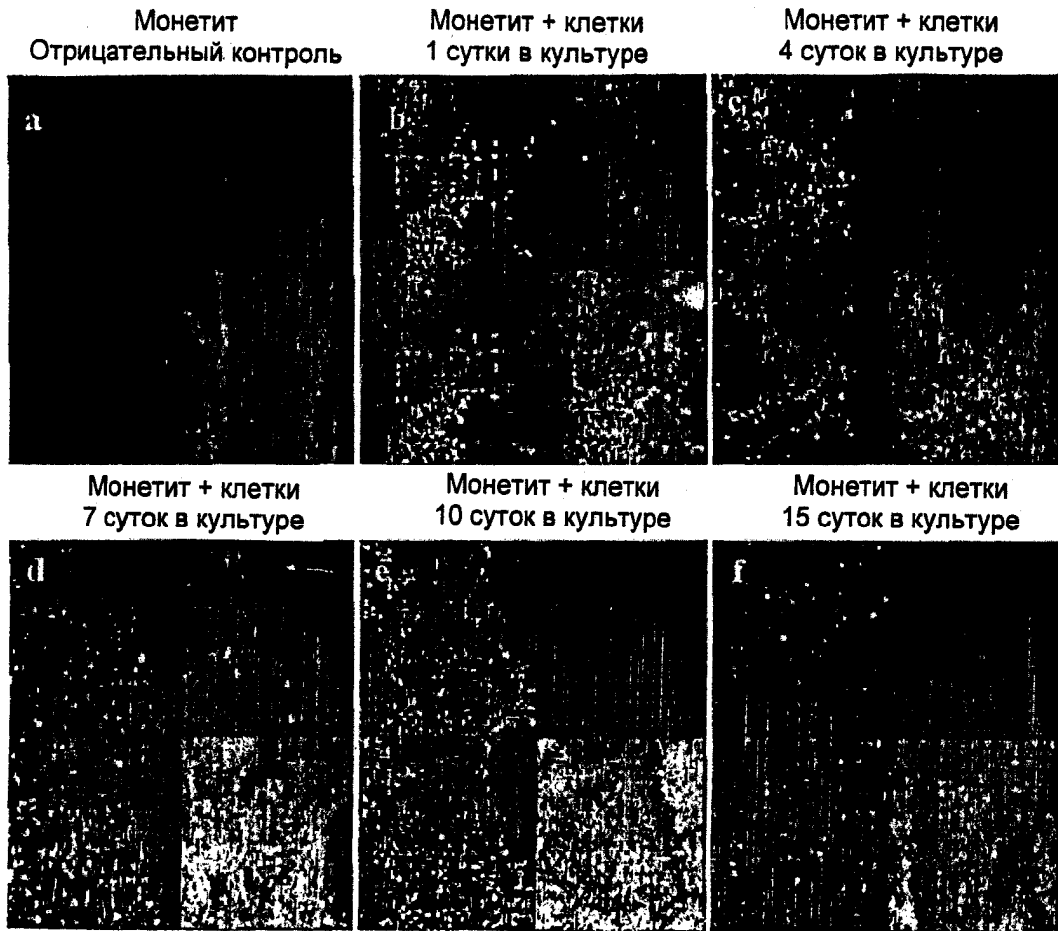 Монетит
Отрицательный контроль
Монетит + клетки
1 сутки в культуре
Монетит + клетки
4 суток в культуре
a
b
c
Монетит + клетки
7 суток в культуре
Монетит + клетки
10 суток в культуре
Монетит + клетки
15 суток в культуре
d
e
f